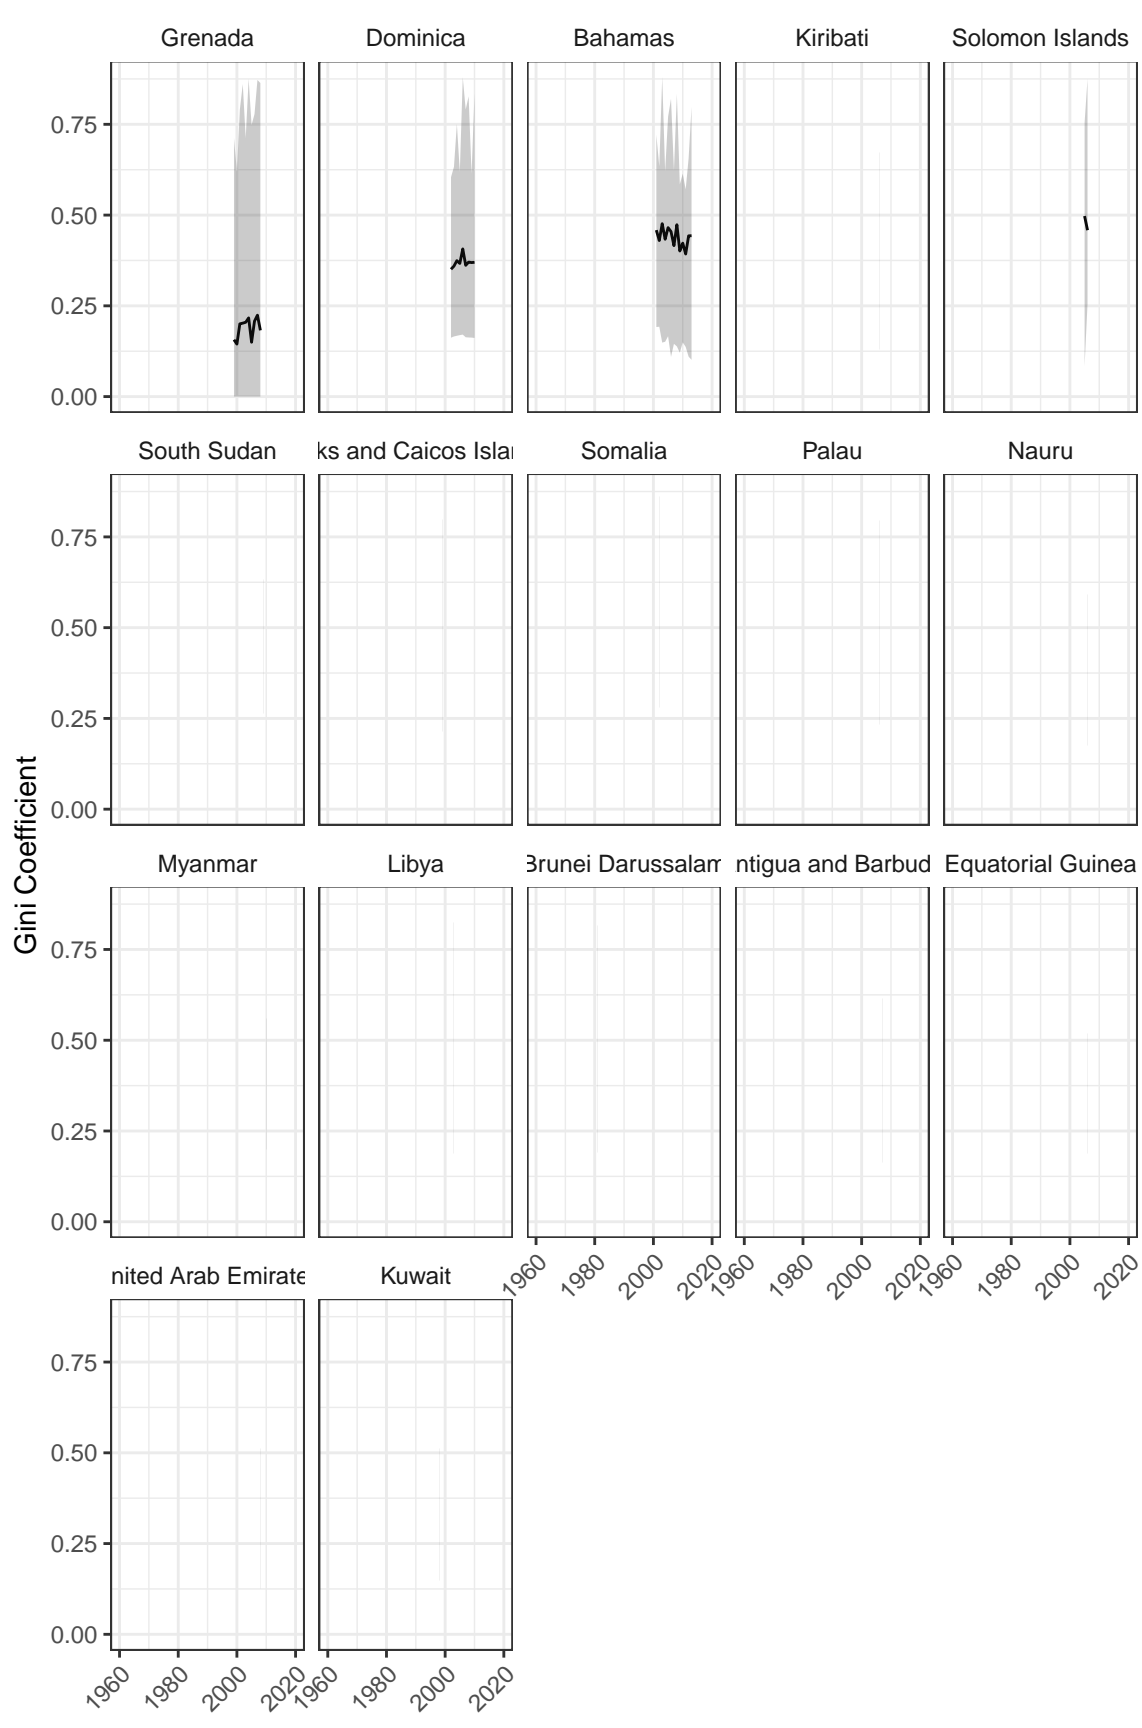 Grenada Dominica Bahamas Kiribati Solomon Islands
0.75
0.50
0.25
0.00
South Sudan ks and Caicos Islan Somalia Palau Nauru
0.75
0.50
0.25
0.00
Gini Coefficient
Myanmar Libya Brunei Darussalam ntigua and Barbud Equatorial Guinea
0.75
0.50
0.25
0.00
1960 1980 2000 2020 1960 1980 2000 2020 1960 1980 2000 2020
nited Arab Emirate Kuwait
0.75
0.50
0.25
0.00
1960 1980 2000 2020 1960 1980 2000 2020